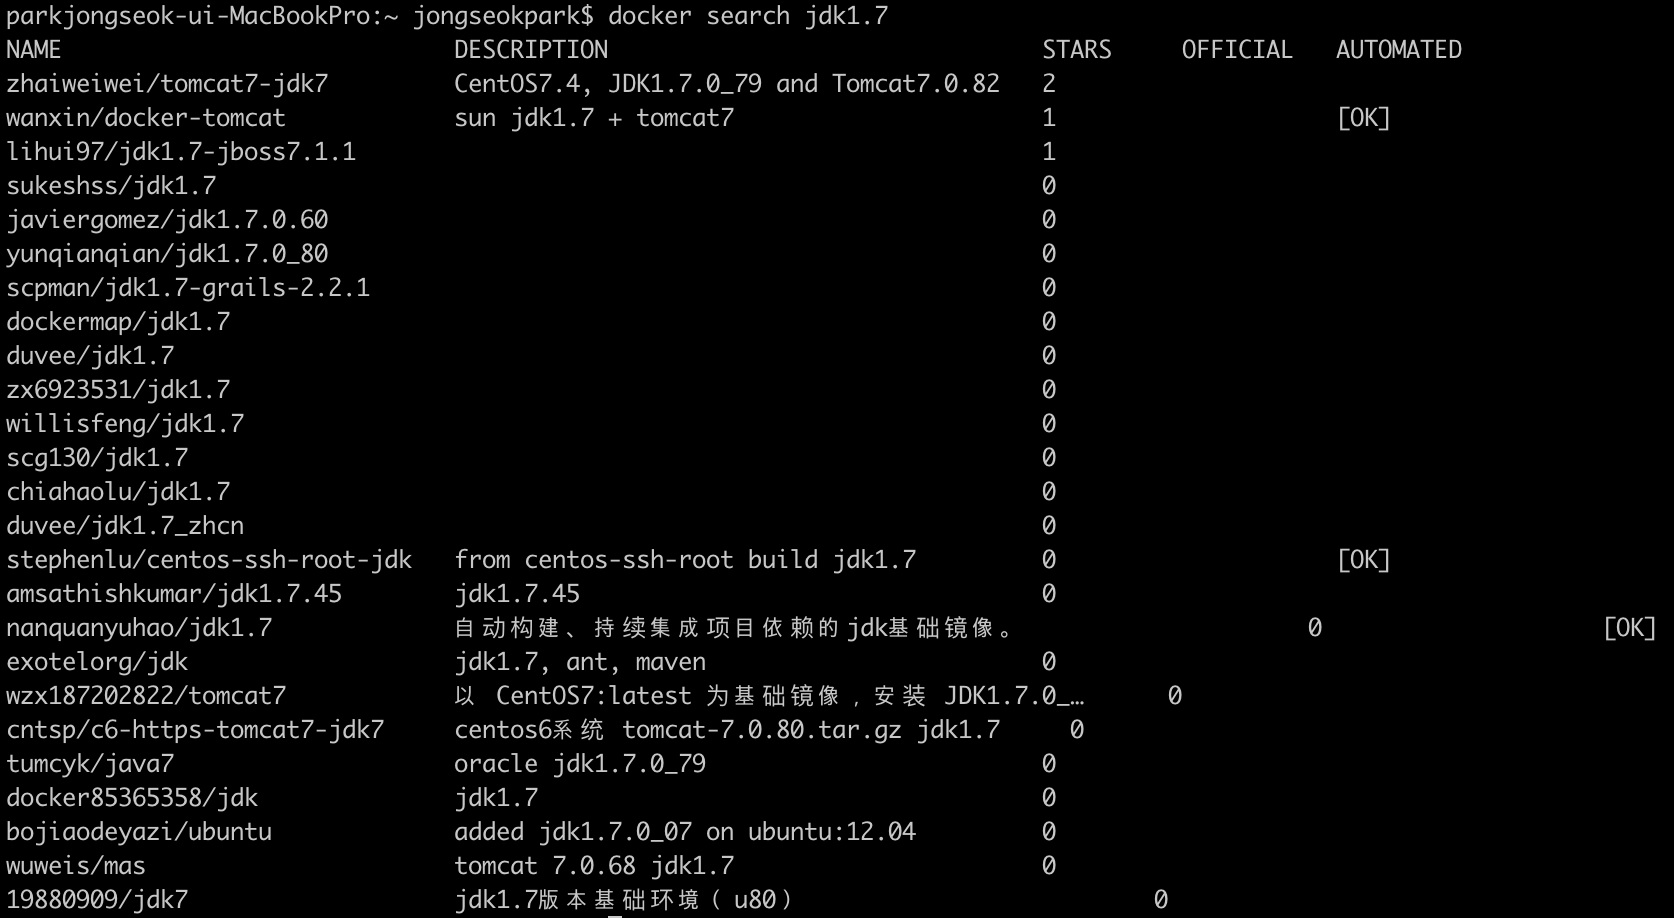 parkjongseok-ui-MacBookPro:~ jongseokpark$ docker search jdk1.7
NAME DESCRIPTION STARS OFFICIAL AUTOMATED
zhaiweiwei/tomcat7-jdk7 CentOS7.4, JDK1.7.0_79 and Tomcat7.0.82 2
wanxin/docker-tomcat sun jdk1.7 + tomcat7 1 [OK]
lihui97/jdk1.7-jboss7.1.1 1
sukeshss/jdk1.7 0
javiergomez/jdk1.7.0.60 0
yunqianqian/jdk1.7.0_80 0
scpman/jdk1.7-grails-2.2.1 0
dockermap/jdk1.7 0
duvee/jdk1.7 0
zx6923531/jdk1.7 0
willisfeng/jdk1.7 0
scg130/jdk1.7 0
chiahaolu/jdk1.7 0
duvee/jdk1.7_zhcn 0
stephenlu/centos-ssh-root-jdk from centos-ssh-root build jdk1.7 0 [OK]
amsathishkumar/jdk1.7.45 jdk1.7.45 0
nanquanyuhao/jdk1.7 自动构建、持续集成项目依赖的jdk基础镜像。 0 [OK]
exotelorg/jdk jdk1.7, ant, maven 0
wzx187202822/tomcat7 以 CentOS7:latest 为基础镜像，安装 JDK1.7.0_… 0
cntsp/c6-https-tomcat7-jdk7 centos6系统 tomcat-7.0.80.tar.gz jdk1.7 0
tumcyk/java7 oracle jdk1.7.0_79 0
docker85365358/jdk jdk1.7 0
bojiaodeyazi/ubuntu added jdk1.7.0_07 on ubuntu:12.04 0
wuweis/mas tomcat 7.0.68 jdk1.7 0
19880909/jdk7 jdk1.7版本基础环境（u80） 0